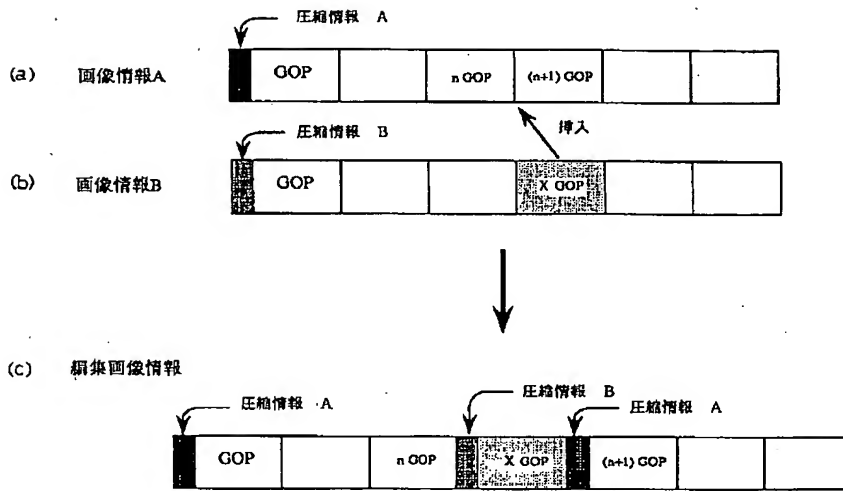 圧縮情報 A
(a) 画像情報A
GOP
n GOP
(n+1) GOP
圧縮情報 B
挿入
(b) 画像情報B
GOP
X GOP
(c) 編集画像情報
圧縮情報 A
圧縮情報 B
圧縮情報 A
GOP
n GOP
X GOP
(n+1) GOP